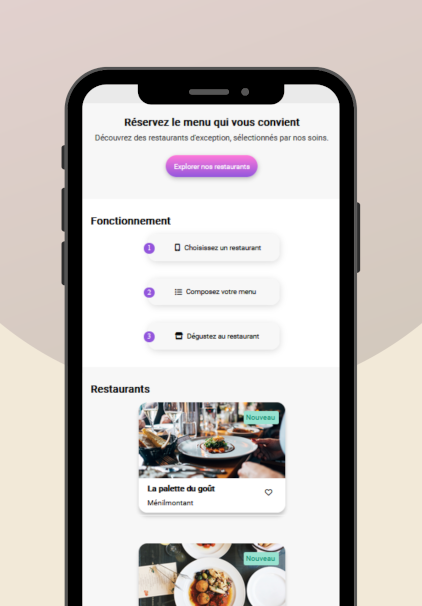 Réservez le menu qui vous convient
Découvrez des restaurants d'exception, sélectionnés par nos soins.
Explorer nos restaurants
Fonctionnement
1 Choisissez un restaurant
2 Composez votre menu
3 Dégustez au restaurant
Restaurants
Nouveau
La palette du goût
Ménilmontant
Nouveau